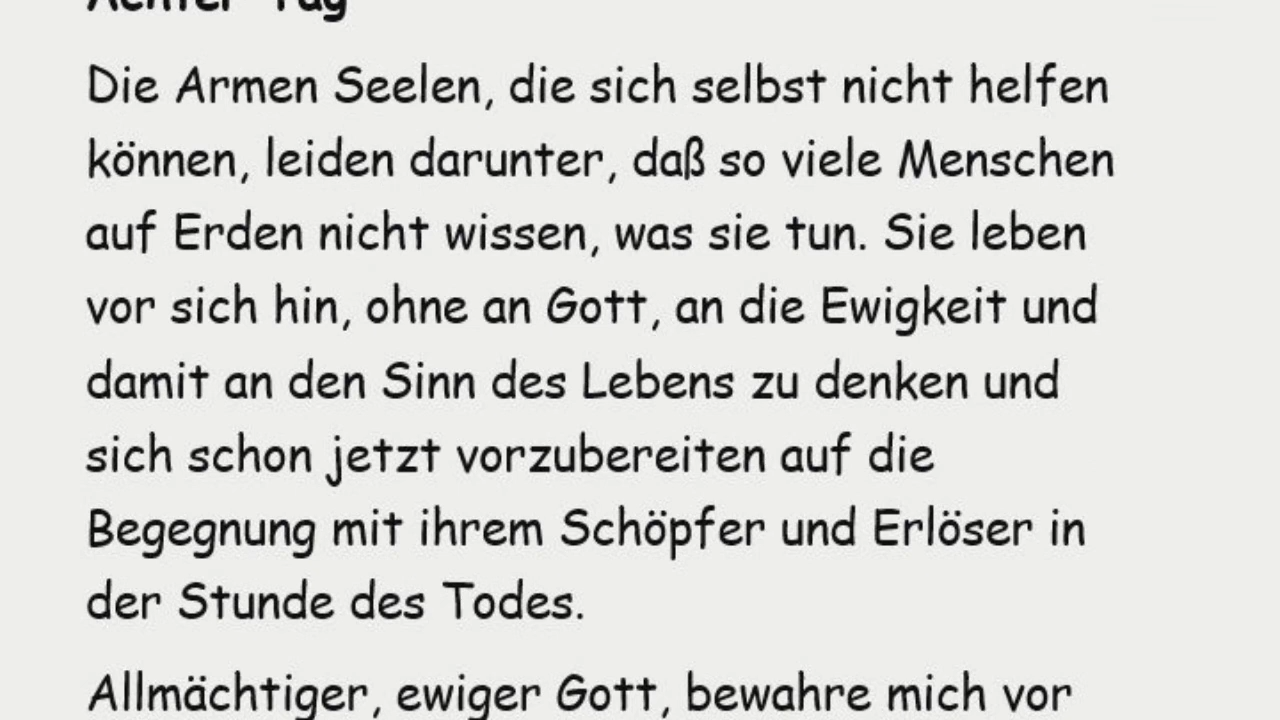 Achter Tag
Die Armen Seelen, die sich selbst nicht helfen
können, leiden darunter, daß so viele Menschen
auf Erden nicht wissen, was sie tun. Sie leben
vor sich hin, ohne an Gott, an die Ewigkeit und
damit an den Sinn des Lebens zu denken und
sich schon jetzt vorzubereiten auf die
Begegnung mit ihrem Schöpfer und Erlöser in
der Stunde des Todes.
Allmächtiger, ewiger Gott, bewahre mich vor